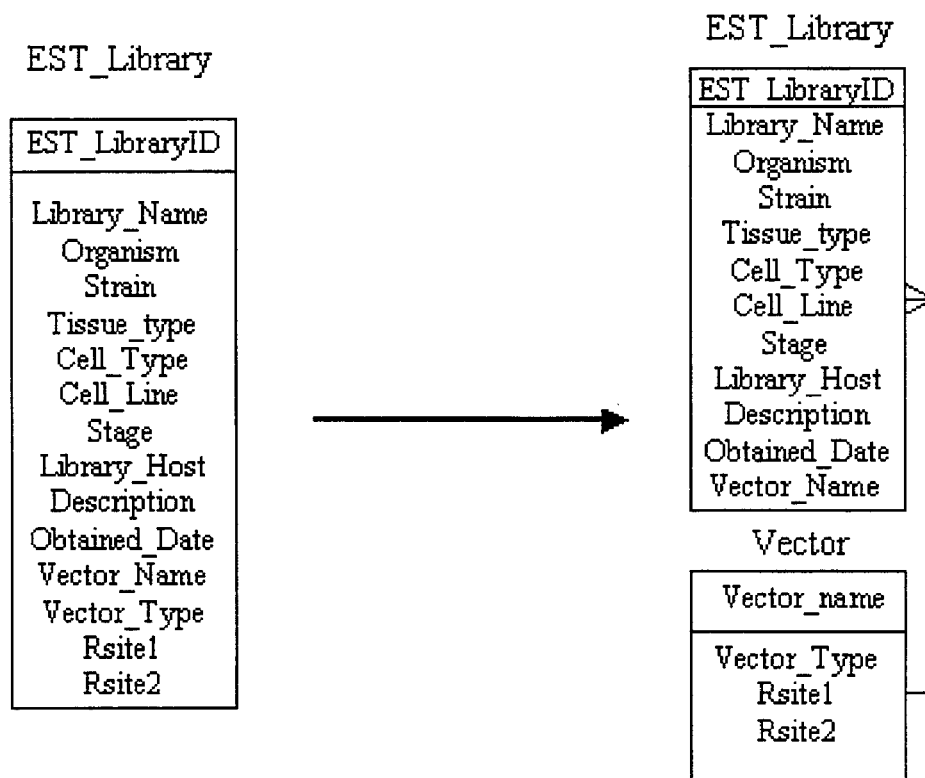 EST_Library
EST_LibraryID
Library_Name
Organism
Strain
Tissue_type
Cell_Type
Cell_Line
Stage
Library_Host
Description
Obtained_Date
Vector_Name
Vector_Type
Rsite1
Rsite2
EST_Library
EST_LibraryID
Library_Name
Organism
Strain
Tissue_type
Cell_Type
Cell_Line
Stage
Library_Host
Description
Obtained_Date
Vector_Name
Vector
Vector_name
Vector_Type
Rsite1
Rsite2